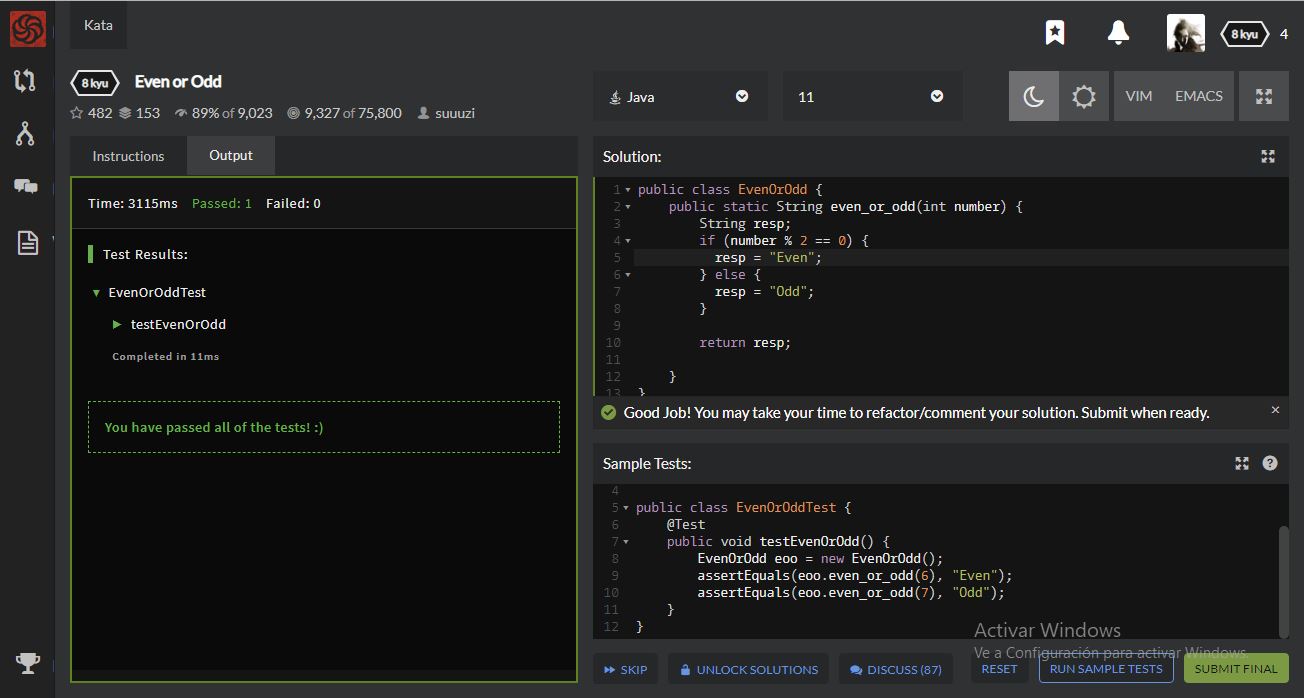 Kata
8 kyu 4
8 kyu Even or Odd
482 153 89% of 9,023 9,327 of 75,800 suuuzi
Java 11 VIM EMACS
Instructions Output
Time: 3115ms Passed: 1 Failed: 0
Test Results:
EvenOrOddTest
testEvenOrOdd
Completed in 11ms
You have passed all of the tests! :)
Solution:
1 public class EvenOrOdd {
2 public static String even_or_odd(int number) {
3 String resp;
4 if (number % 2 == 0) {
5 resp = "Even";
6 } else {
7 resp = "Odd";
8 }
9
10 return resp;
11
12 }
13 }
Good Job! You may take your time to refactor/comment your solution. Submit when ready. ×
Sample Tests: ?
4
5 public class EvenOrOddTest {
6 @Test
7 public void testEvenOrOdd() {
8 EvenOrOdd eoo = new EvenOrOdd();
9 assertEquals(eoo.even_or_odd(6), "Even");
10 assertEquals(eoo.even_or_odd(7), "Odd");
11 }
12 }
Activar Windows
Ve a Configuración para activar Windows.
SKIP UNLOCK SOLUTIONS DISCUSS (87) RESET RUN SAMPLE TESTS SUBMIT FINAL